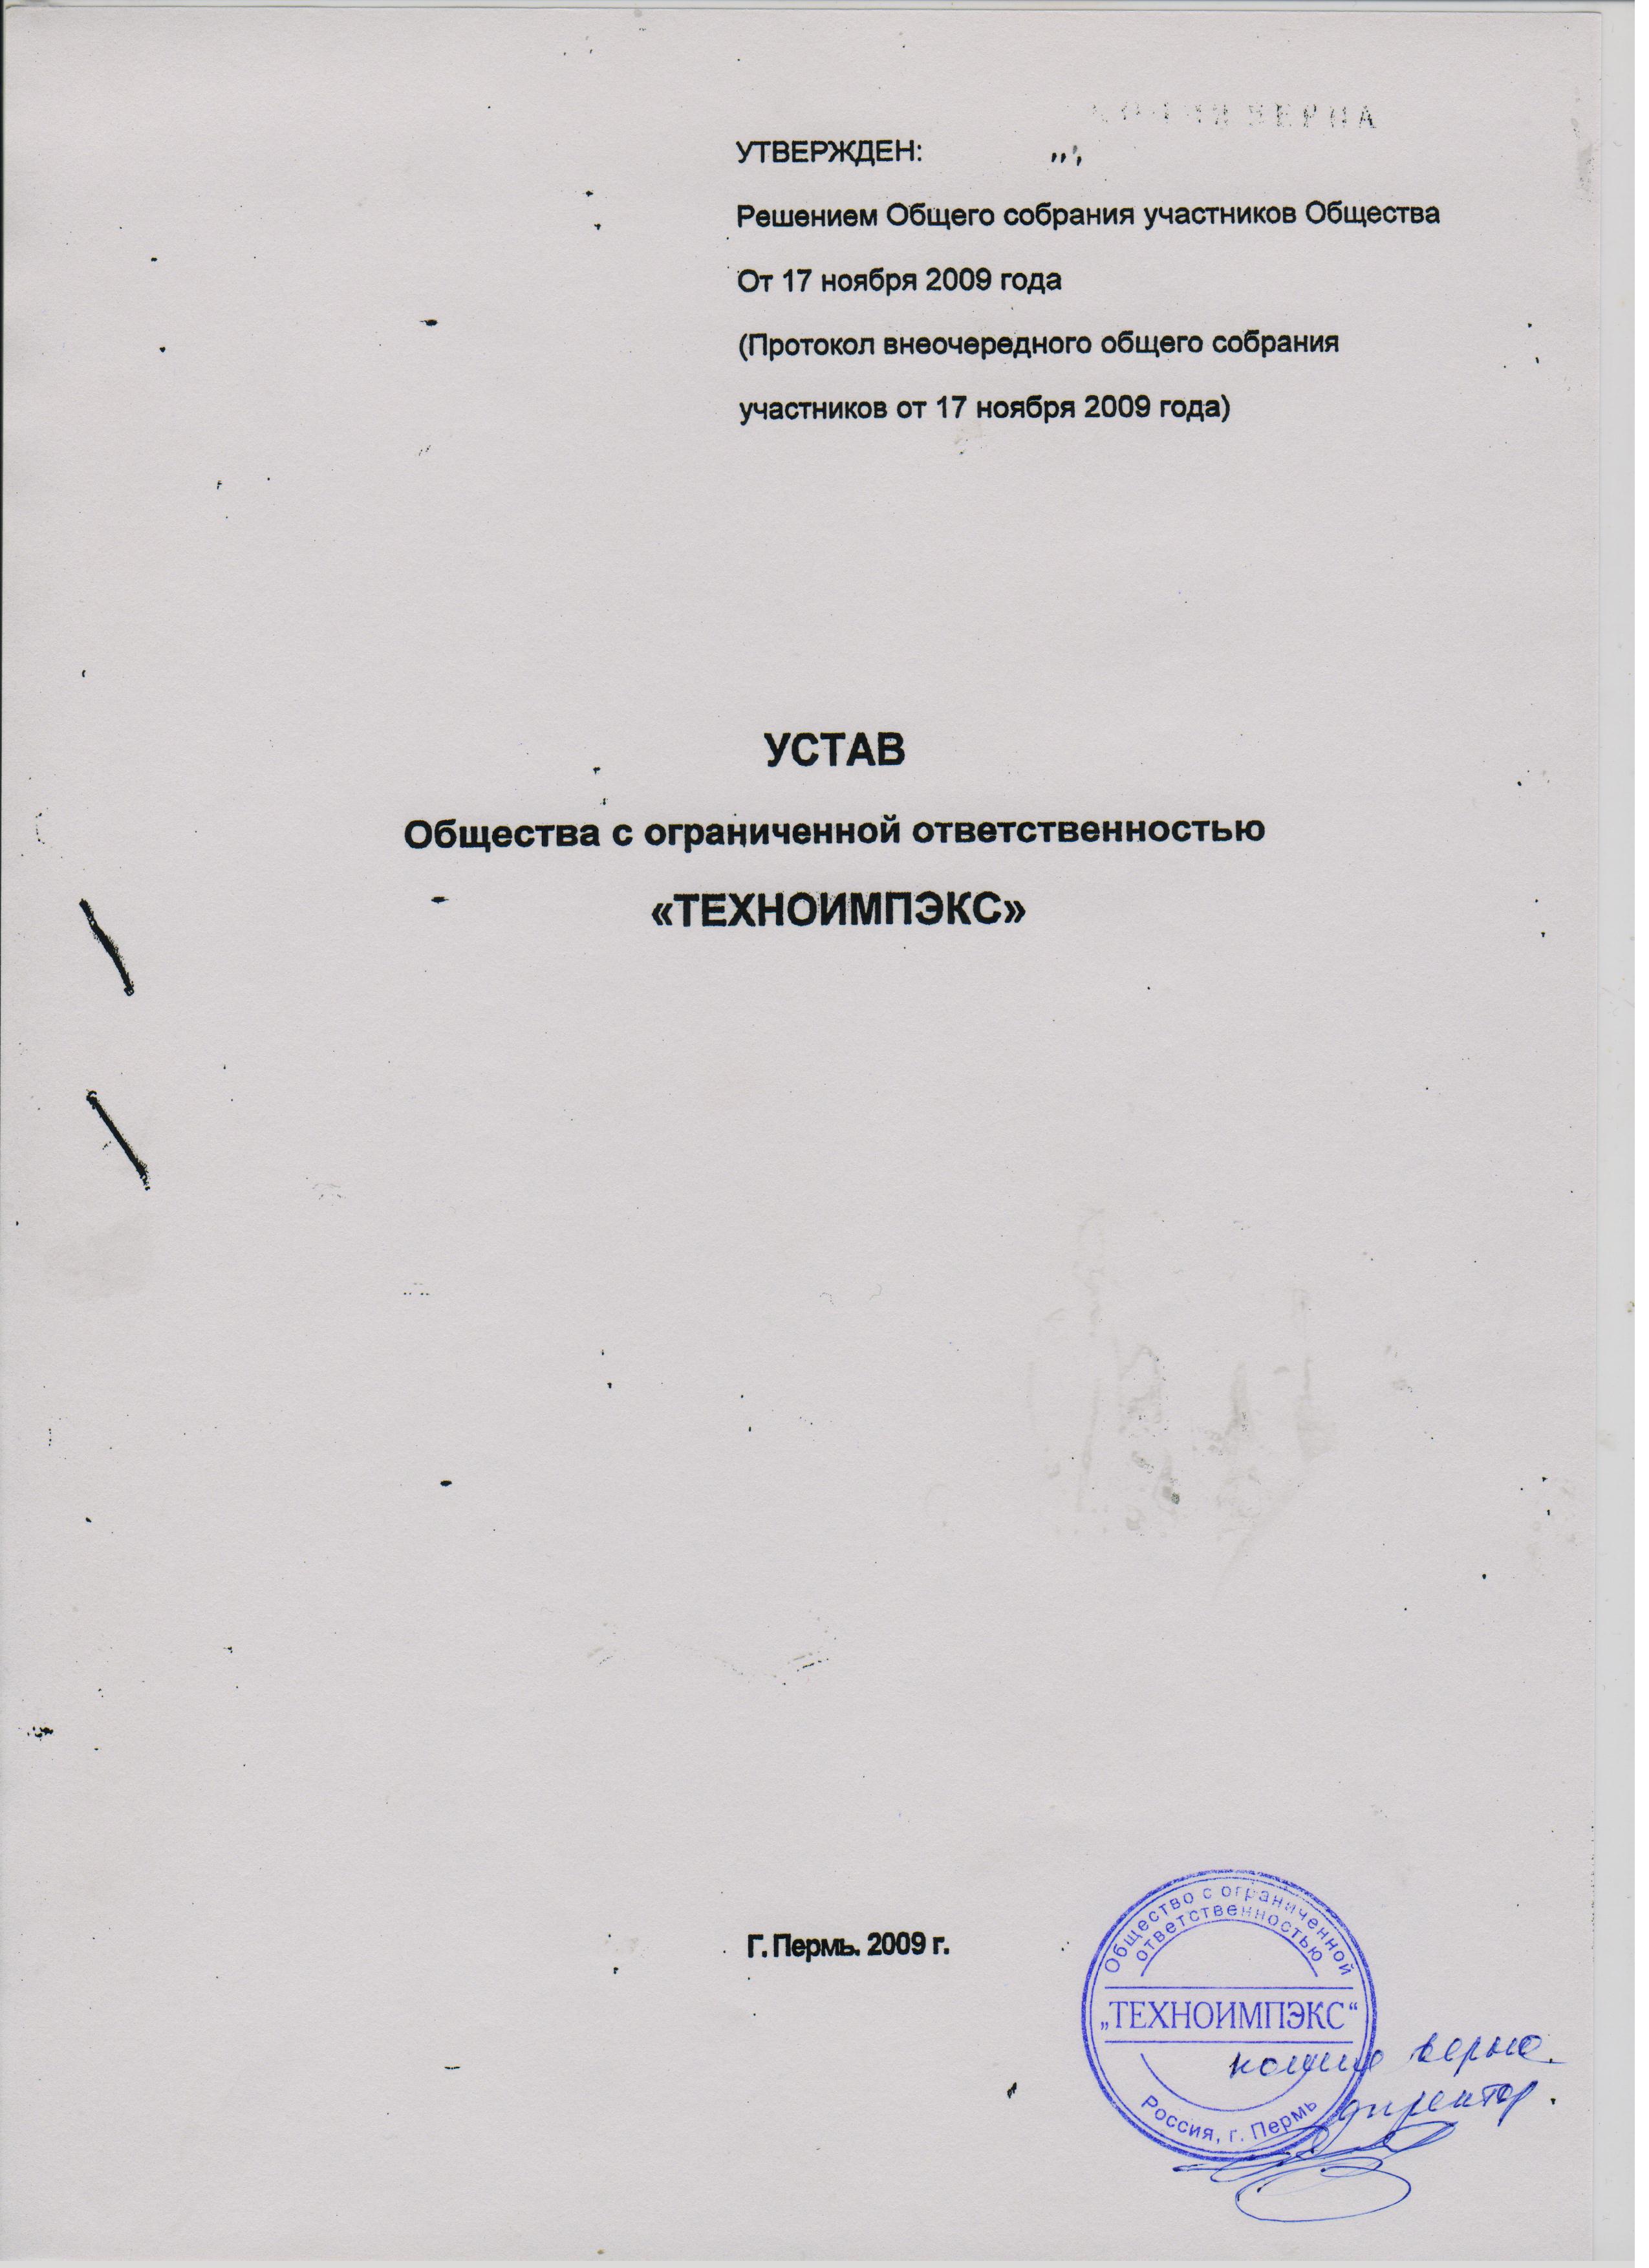 КОПИЯ ВЕРНА
УТВЕРЖДЕН:
Решением Общего собрания участников Общества
От 17 ноября 2009 года
(Протокол внеочередного общего собрания
участников от 17 ноября 2009 года)
УСТАВ
Общества с ограниченной ответственностью
«ТЕХНОИМПЭКС»
Г. Пермь. 2009 г.
Общество с ограниченной
ответственностью
„ТЕХНОИМПЭКС“
Россия, г. Пермь
копия верна.
директор.